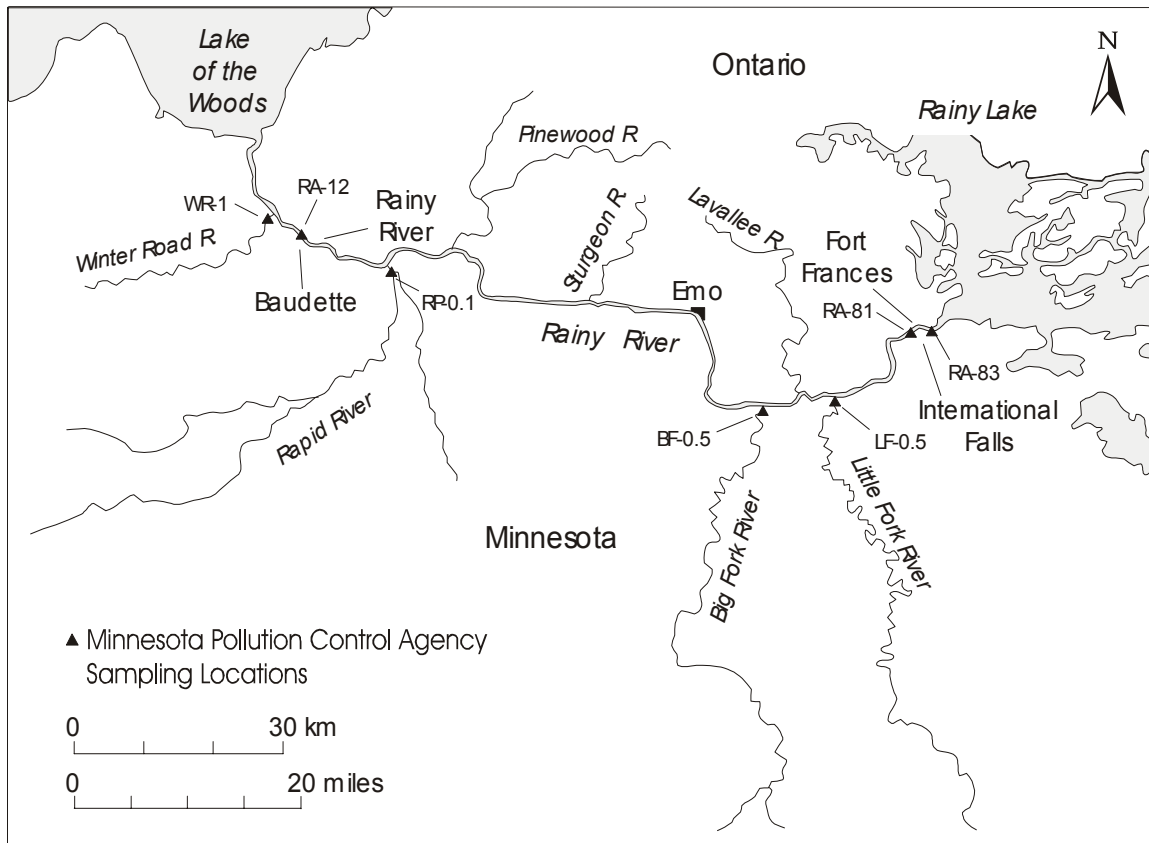 Lake
of the
Woods
Ontario
N
Rainy Lake
Pinewood R
RA-12
Rainy
River
WR-1
Sturgeon R.
Lavallee R
Winter Road R.
Fort
Frances
Baudette
RP-0.1
Emo
RA-81
Rainy River
RA-83
International
Falls
BF-0.5
LF-0.5
Rapid River
Little Fork River
Big Fork River
Minnesota
▲ Minnesota Pollution Control Agency
Sampling Locations
0 30 km
0 20 miles